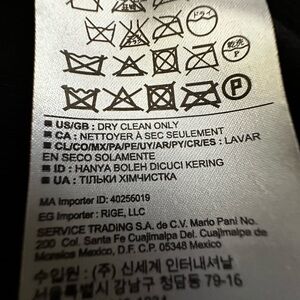 ドライ
P
■ US/GB : DRY CLEAN ONLY
■ CA : NETTOYER À SEC SEULEMENT
■ CL/CO/MX/PA/PE/UY/AR/PY/CR/ES : LAVAR
EN SECO SOLAMENTE
■ ID : HANYA BOLEH DICUCI KERING
■ UA : ТІЛЬКИ ХІМЧИСТКА
MA Importer ID: 40256019
EG Importer : RIGE, LLC
SERVICE TRADING S.A. de C.V. Mario Pani No.
200 Col. Santa Fe Cuajimalpa Del. Cuajimalpa de
Morelos Mexico, D.F. C.P. 05348 Mexico
수입원 : (주) 신세계 인터내셔날
서울특별시 강남구 청담동 79-16